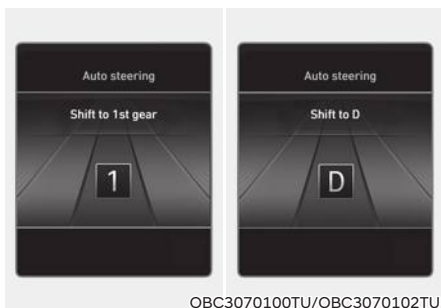 Auto steering
Shift to 1st gear
1
Auto steering
Shift to D
D
OBC3070100TU/OBC3070102TU